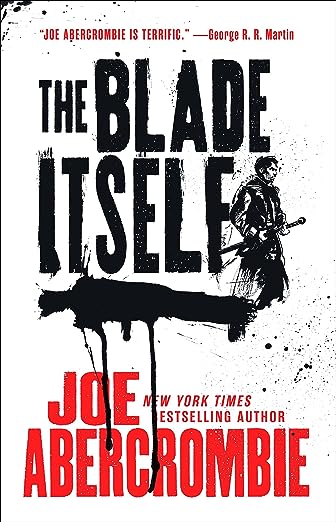 "JOE ABERCROMBIE IS TERRIFIC." —George R. R. Martin
THE BLADE
ITSELF
JOE
NEW YORK TIMES
BESTSELLING AUTHOR
ABERCROMBIE